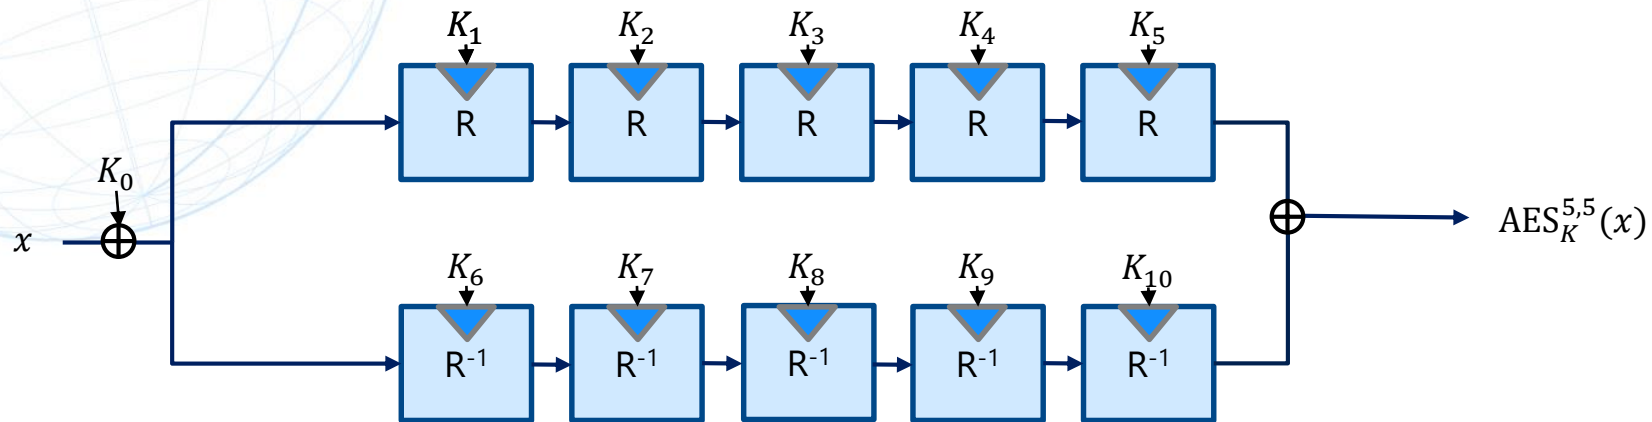 K₁ K₂ K₃ K₄ K₅
R R R R R
K₀
x
AES_K^{5,5}(x)
K₆ K₇ K₈ K₉ K₁₀
R⁻¹ R⁻¹ R⁻¹ R⁻¹ R⁻¹